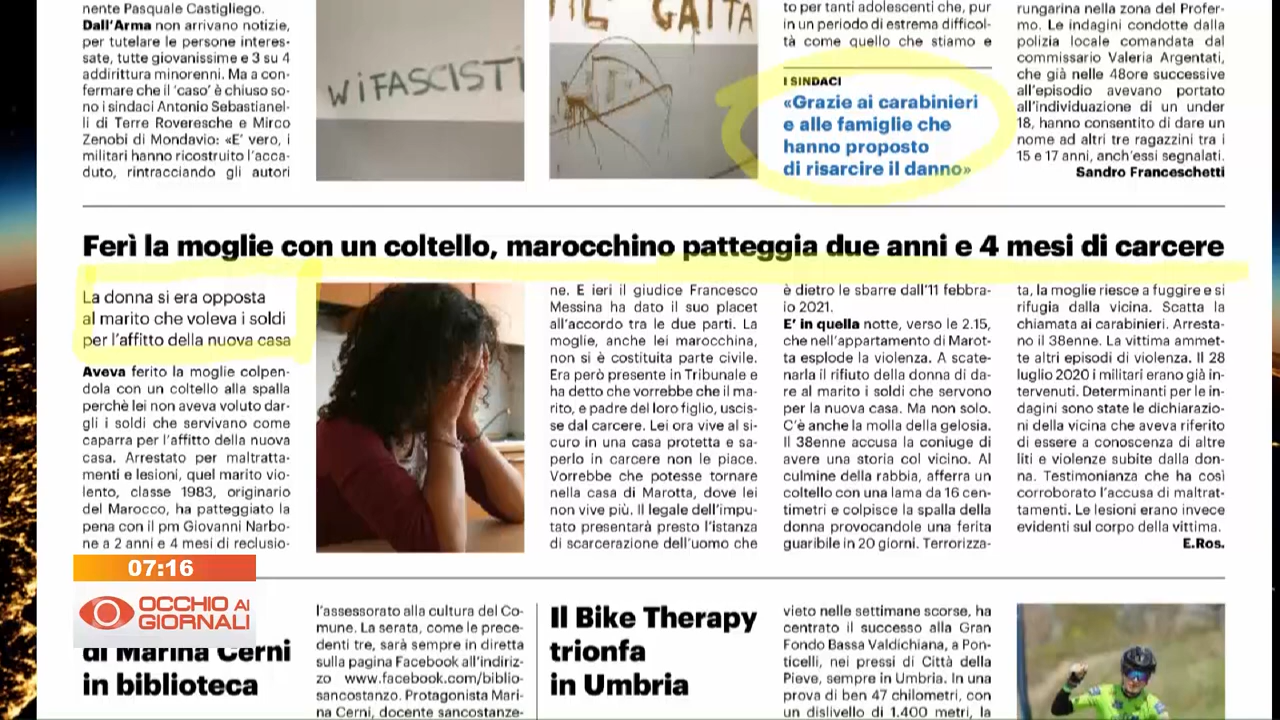 nente Pasquale Castigliego.
Dall'Arma non arrivano notizie,
per tutelare le persone interes-
sate, tutte giovanissime e 3 su 4
addirittura minorenni. Ma a con-
fermare che il 'caso' è chiuso so-
no i sindaci Antonio Sebastianel-
li di Terre Roveresche e Mirco
Zenobi di Mondavio: «E' vero, i
militari hanno ricostruito l'acca-
duto, rintracciando gli autori
W i FASCISTI
GATTA
to per tanti adolescenti che, pur
in un periodo di estrema difficol-
tà come quello che stiamo e
I SINDACI
«Grazie ai carabinieri
e alle famiglie che
hanno proposto
di risarcire il danno»
rungarina nella zona del Profer-
mo. Le indagini condotte dalla
polizia locale comandata dal
commissario Valeria Argentati,
che già nelle 48ore successive
all'episodio avevano portato
all'individuazione di un under
18, hanno consentito di dare un
nome ad altri tre ragazzini tra i
15 e 17 anni, anch'essi segnalati.
Sandro Franceschetti
Ferì la moglie con un coltello, marocchino patteggia due anni e 4 mesi di carcere
La donna si era opposta
al marito che voleva i soldi
per l'affitto della nuova casa
Aveva ferito la moglie colpen-
dola con un coltello alla spalla
perchè lei non aveva voluto dar-
gli i soldi che servivano come
caparra per l'affitto della nuova
casa. Arrestato per maltratta-
menti e lesioni, quel marito vio-
lento, classe 1983, originario
del Marocco, ha patteggiato la
pena con il pm Giovanni Narbo-
ne a 2 anni e 4 mesi di reclusio-
ne. E ieri il giudice Francesco
Messina ha dato il suo placet
all'accordo tra le due parti. La
moglie, anche lei marocchina,
non si è costituita parte civile.
Era però presente in Tribunale e
ha detto che vorrebbe che il ma-
rito, e padre del loro figlio, uscis-
se dal carcere. Lei ora vive al si-
curo in una casa protetta e sa-
perlo in carcere non le piace.
Vorrebbe che potesse tornare
nella casa di Marotta, dove lei
non vive più. Il legale dell'impu-
tato presentarà presto l'istanza
di scarcerazione dell'uomo che
è dietro le sbarre dall'11 febbra-
io 2021.
E' in quella notte, verso le 2.15,
che nell'appartamento di Marot-
ta esplode la violenza. A scate-
narla il rifiuto della donna di da-
re al marito i soldi che servono
per la nuova casa. Ma non solo.
C'è anche la molla della gelosia.
Il 38enne accusa la coniuge di
avere una storia col vicino. Al
culmine della rabbia, afferra un
coltello con una lama da 16 cen-
timetri e colpisce la spalla della
donna provocandole una ferita
guaribile in 20 giorni. Terrorizza-
ta, la moglie riesce a fuggire e si
rifugia dalla vicina. Scatta la
chiamata ai carabinieri. Arresta-
no il 38enne. La vittima ammet-
te altri episodi di violenza. Il 28
luglio 2020 i militari erano già in-
tervenuti. Determinanti per le in-
dagini sono state le dichiarazio-
ni della vicina che aveva riferito
di essere a conoscenza di altre
liti e violenze subite dalla don-
na. Testimonianza che ha così
corroborato l'accusa di maltrat-
tamenti. Le lesioni erano invece
evidenti sul corpo della vittima.
E.Ros.
07:16
OCCHIO AI
GIORNALI
di Marina Cerni
in biblioteca
l'assessorato alla cultura del Co-
mune. La serata, come le prece-
denti tre, sarà sempre in diretta
sulla pagina Facebook all'indiriz-
zo www.facebook.com/biblio-
sancostanzo. Protagonista Mari-
na Cerni, docente sancostanze-
Il Bike Therapy
trionfa
in Umbria
vieto nelle settimane scorse, ha
centrato il successo alla Gran
Fondo Bassa Valdichiana, a Pon-
ticelli, nei pressi di Città della
Pieve, sempre in Umbria. In una
prova di ben 47 chilometri, con
un dislivello di 1.400 metri, la